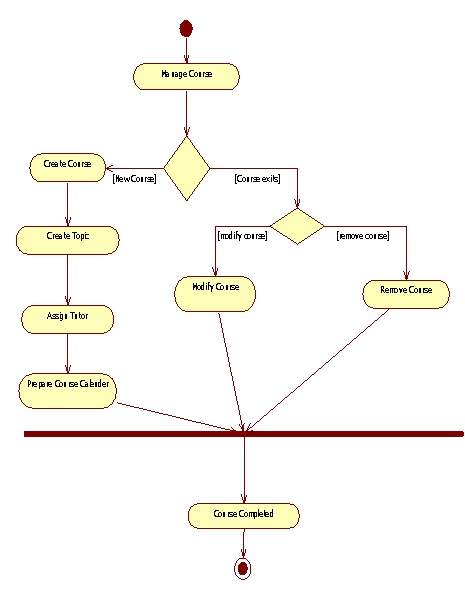 Manage Course
Create Course
[New Course]
[Course exits]
Create Topic
[modify course]
[remove course]
Modify Course
Remove Course
Assign Tutor
Prepare Course Calender
Course Completed